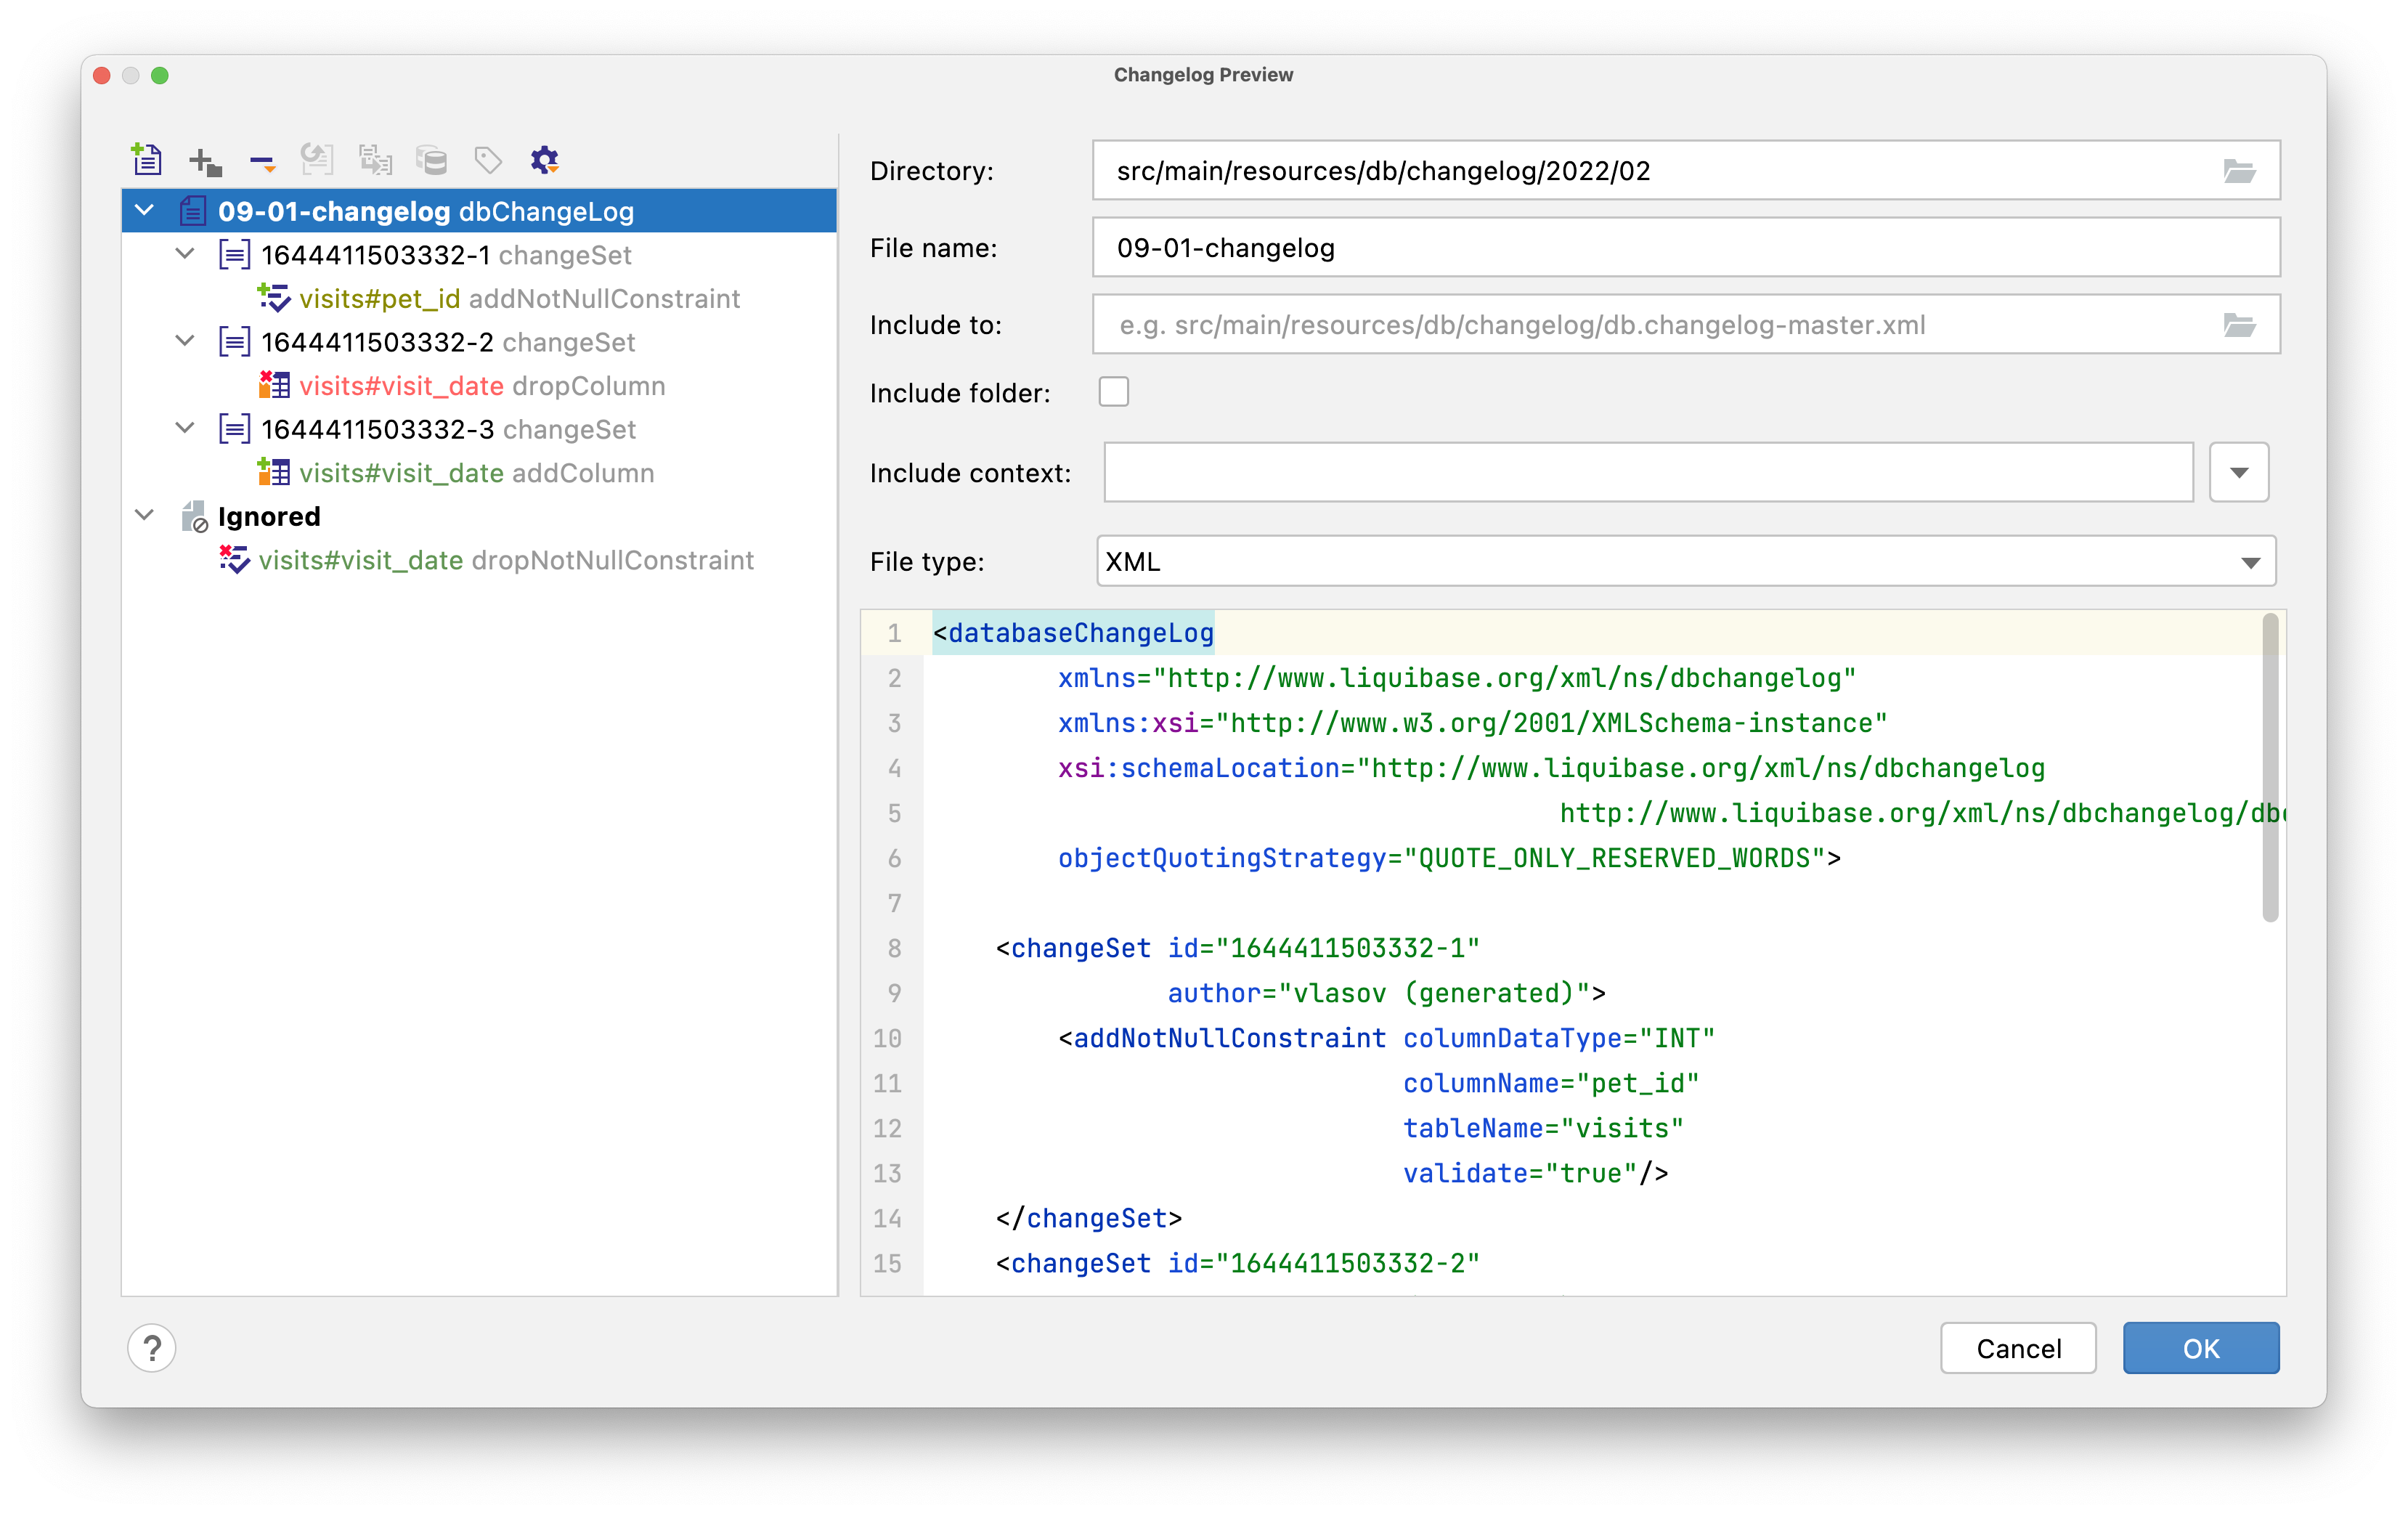 Changelog Preview
09-01-changelog dbChangeLog
1644411503332-1 changeSet
visits#pet_id addNotNullConstraint
1644411503332-2 changeSet
visits#visit_date dropColumn
1644411503332-3 changeSet
visits#visit_date addColumn
Ignored
visits#visit_date dropNotNullConstraint
Directory: src/main/resources/db/changelog/2022/02
File name: 09-01-changelog
Include to: e.g. src/main/resources/db/changelog/db.changelog-master.xml
Include folder:
Include context:
File type: XML
1 <databaseChangeLog
2 xmlns="http://www.liquibase.org/xml/ns/dbchangelog"
3 xmlns:xsi="http://www.w3.org/2001/XMLSchema-instance"
4 xsi:schemaLocation="http://www.liquibase.org/xml/ns/dbchangelog
5 http://www.liquibase.org/xml/ns/dbchangelog/
6 objectQuotingStrategy="QUOTE_ONLY_RESERVED_WORDS">
7
8 <changeSet id="1644411503332-1"
9 author="vlasov (generated)">
10 <addNotNullConstraint columnDataType="INT"
11 columnName="pet_id"
12 tableName="visits"
13 validate="true"/>
14 </changeSet>
15 <changeSet id="1644411503332-2"
?
Cancel
OK